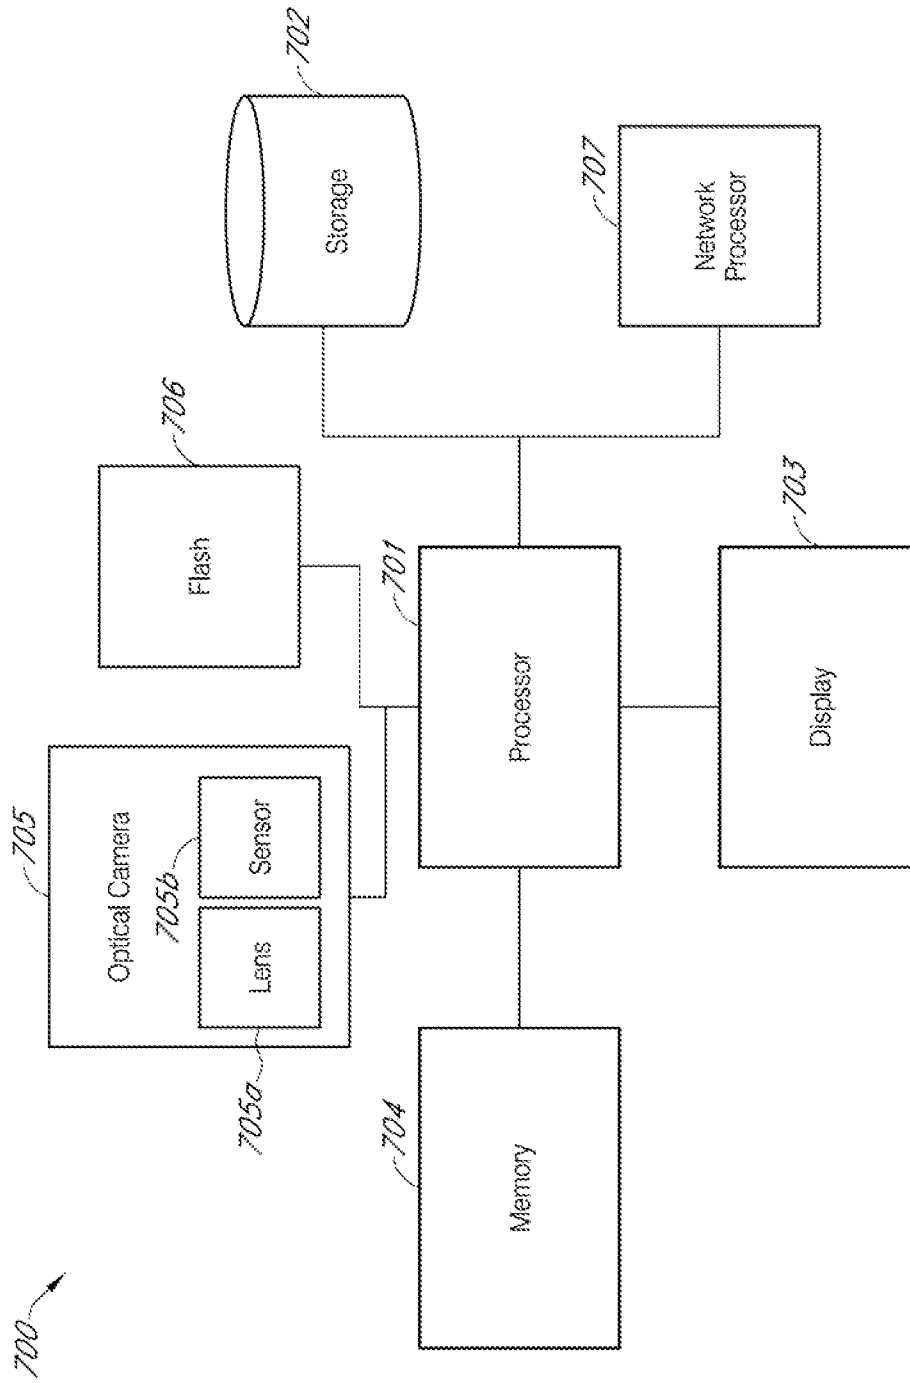 700
705
Optical Camera
705a
Lens
705b
Sensor
706
Flash
702
Storage
704
Memory
701
Processor
707
Network
Processor
703
Display